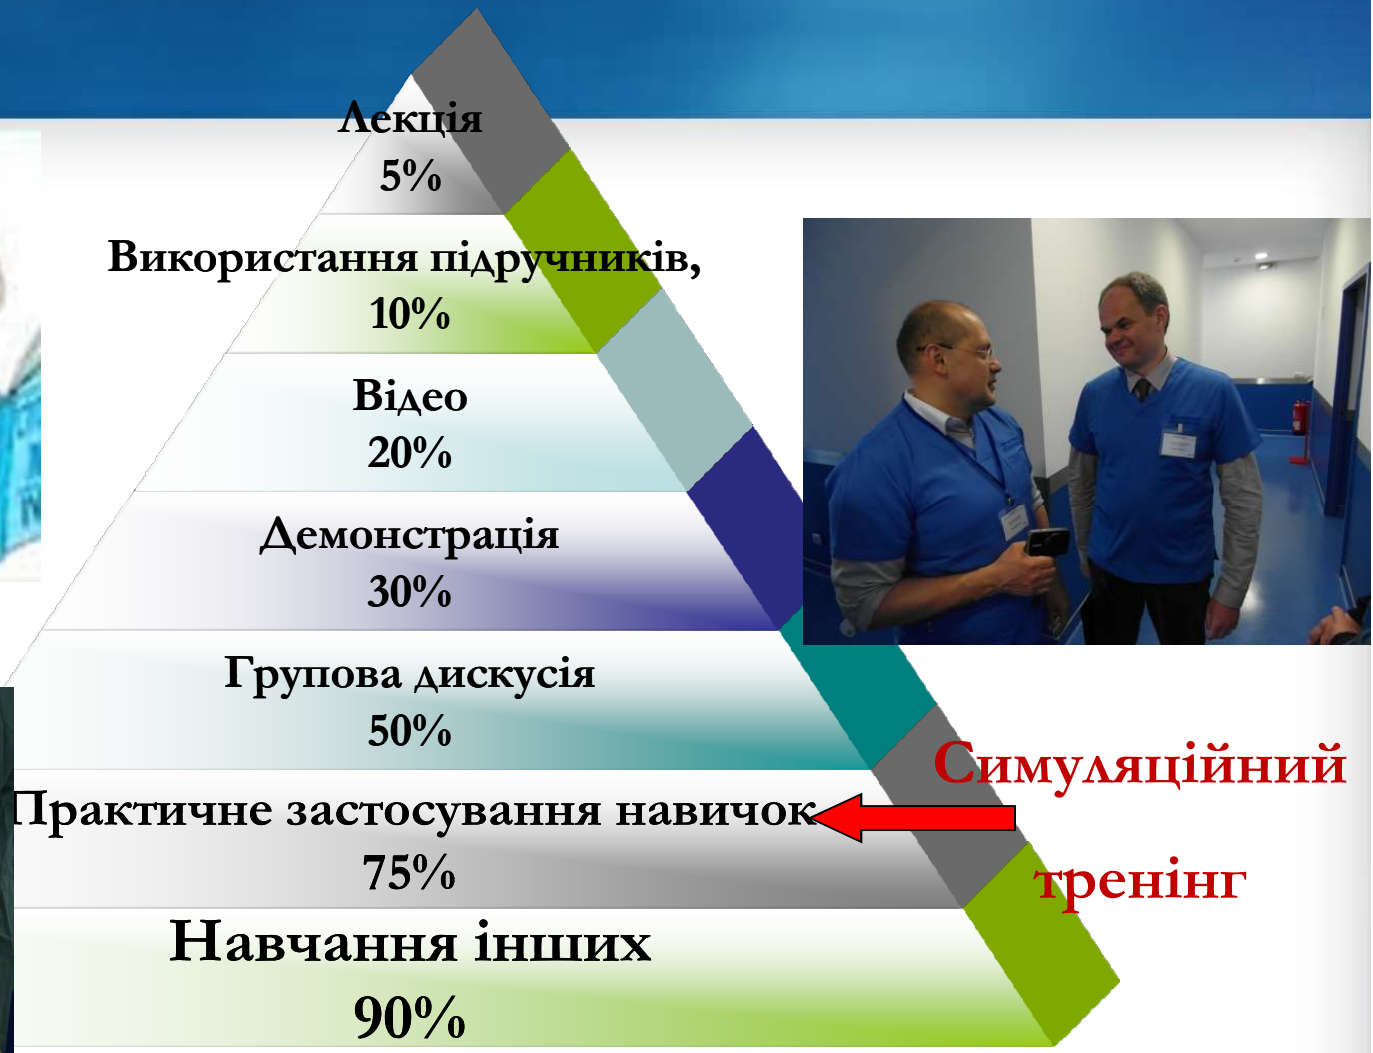 Лекція
5%
Використання підручників,
10%
Відео
20%
Демонстрація
30%
Групова дискусія
50%
Практичне застосування навичок
75%
Навчання інших
90%
Симуляційний
тренінг